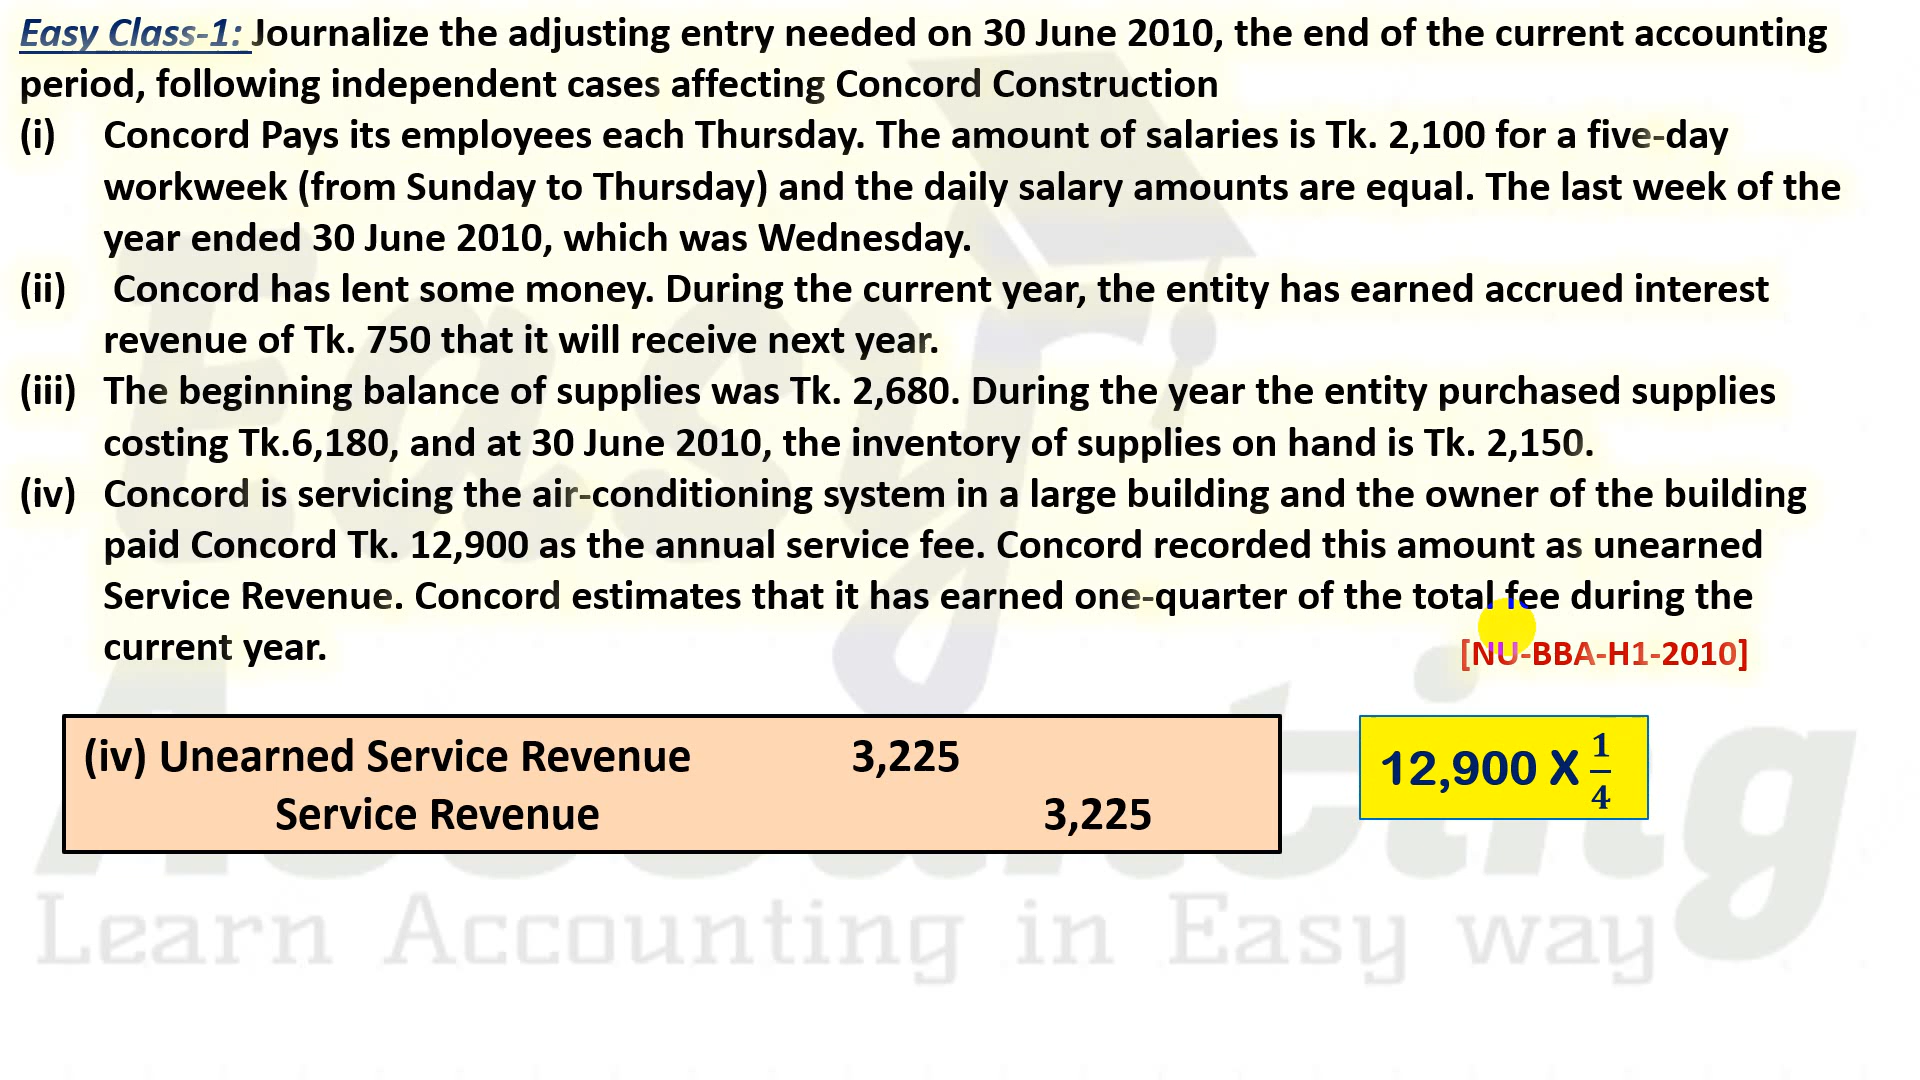 Easy Class-1: Journalize the adjusting entry needed on 30 June 2010, the end of the current accounting
period, following independent cases affecting Concord Construction
(i) Concord Pays its employees each Thursday. The amount of salaries is Tk. 2,100 for a five-day
workweek (from Sunday to Thursday) and the daily salary amounts are equal. The last week of the
year ended 30 June 2010, which was Wednesday.
(ii) Concord has lent some money. During the current year, the entity has earned accrued interest
revenue of Tk. 750 that it will receive next year.
(iii) The beginning balance of supplies was Tk. 2,680. During the year the entity purchased supplies
costing Tk.6,180, and at 30 June 2010, the inventory of supplies on hand is Tk. 2,150.
(iv) Concord is servicing the air-conditioning system in a large building and the owner of the building
paid Concord Tk. 12,900 as the annual service fee. Concord recorded this amount as unearned
Service Revenue. Concord estimates that it has earned one-quarter of the total fee during the
current year. [NU-BBA-H1-2010]
(iv) Unearned Service Revenue 3,225
Service Revenue 3,225
12,900 X 1/4
Easy
Accounting
Learn Accounting in Easy way